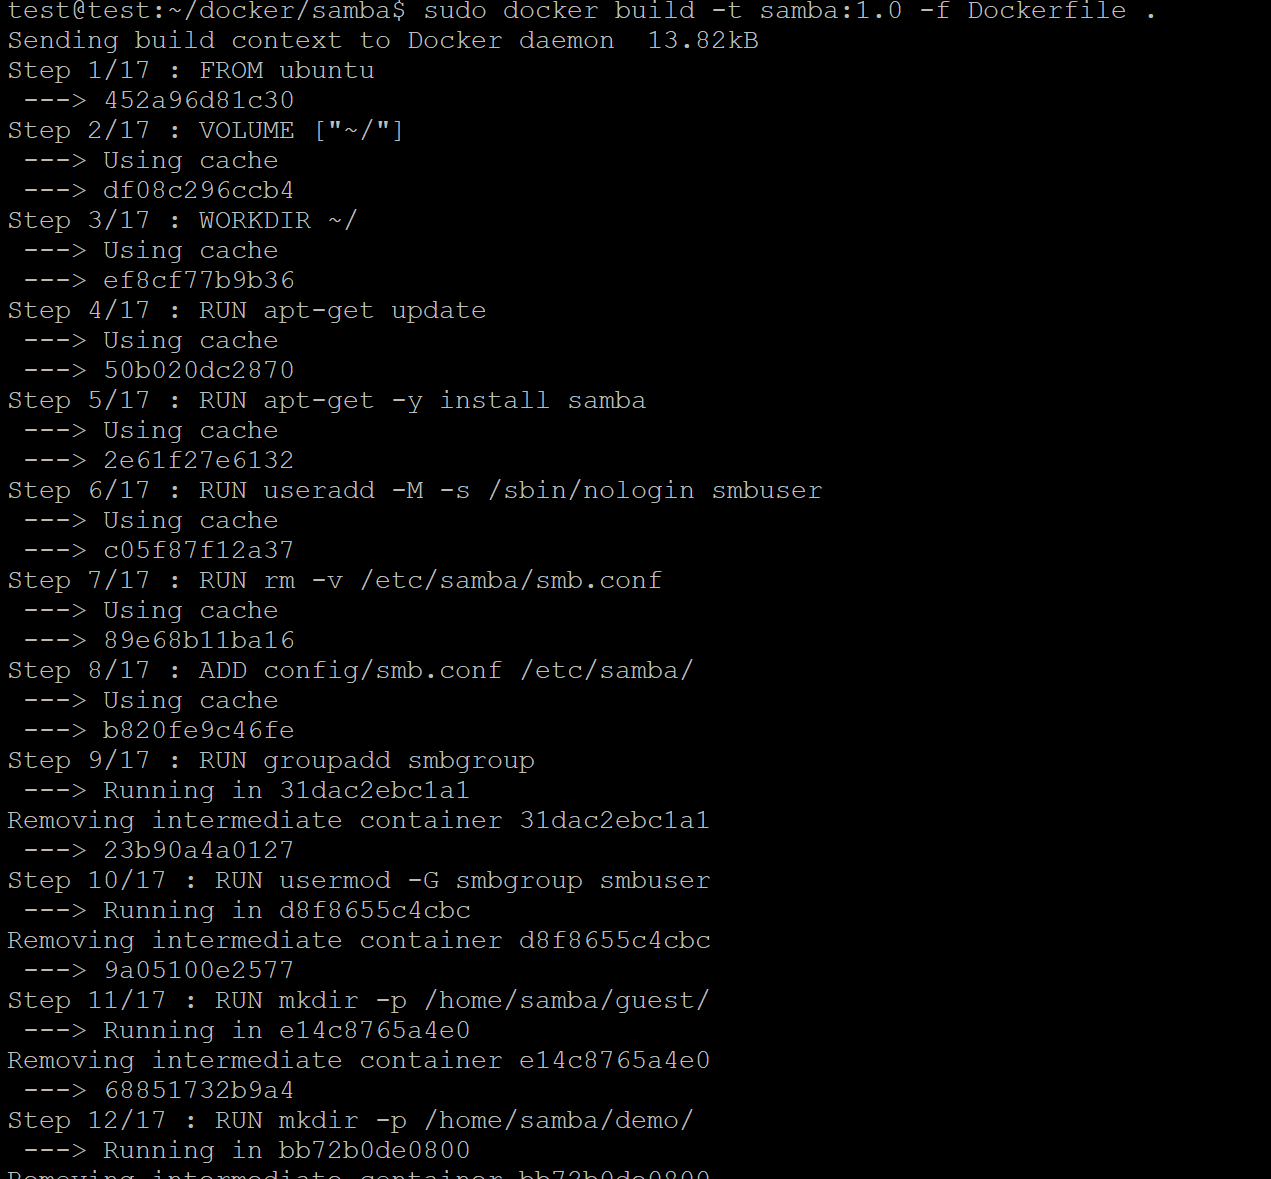 test@test:~/docker/samba$ sudo docker build -t samba:1.0 -f Dockerfile .
Sending build context to Docker daemon  13.82kB
Step 1/17 : FROM ubuntu
 ---> 452a96d81c30
Step 2/17 : VOLUME ["~/"]
 ---> Using cache
 ---> df08c296ccb4
Step 3/17 : WORKDIR ~/
 ---> Using cache
 ---> ef8cf77b9b36
Step 4/17 : RUN apt-get update
 ---> Using cache
 ---> 50b020dc2870
Step 5/17 : RUN apt-get -y install samba
 ---> Using cache
 ---> 2e61f27e6132
Step 6/17 : RUN useradd -M -s /sbin/nologin smbuser
 ---> Using cache
 ---> c05f87f12a37
Step 7/17 : RUN rm -v /etc/samba/smb.conf
 ---> Using cache
 ---> 89e68b11ba16
Step 8/17 : ADD config/smb.conf /etc/samba/
 ---> Using cache
 ---> b820fe9c46fe
Step 9/17 : RUN groupadd smbgroup
 ---> Running in 31dac2ebc1a1
Removing intermediate container 31dac2ebc1a1
 ---> 23b90a4a0127
Step 10/17 : RUN usermod -G smbgroup smbuser
 ---> Running in d8f8655c4cbc
Removing intermediate container d8f8655c4cbc
 ---> 9a05100e2577
Step 11/17 : RUN mkdir -p /home/samba/guest/
 ---> Running in e14c8765a4e0
Removing intermediate container e14c8765a4e0
 ---> 68851732b9a4
Step 12/17 : RUN mkdir -p /home/samba/demo/
 ---> Running in bb72b0de0800
Removing intermediate container bb72b0de0800